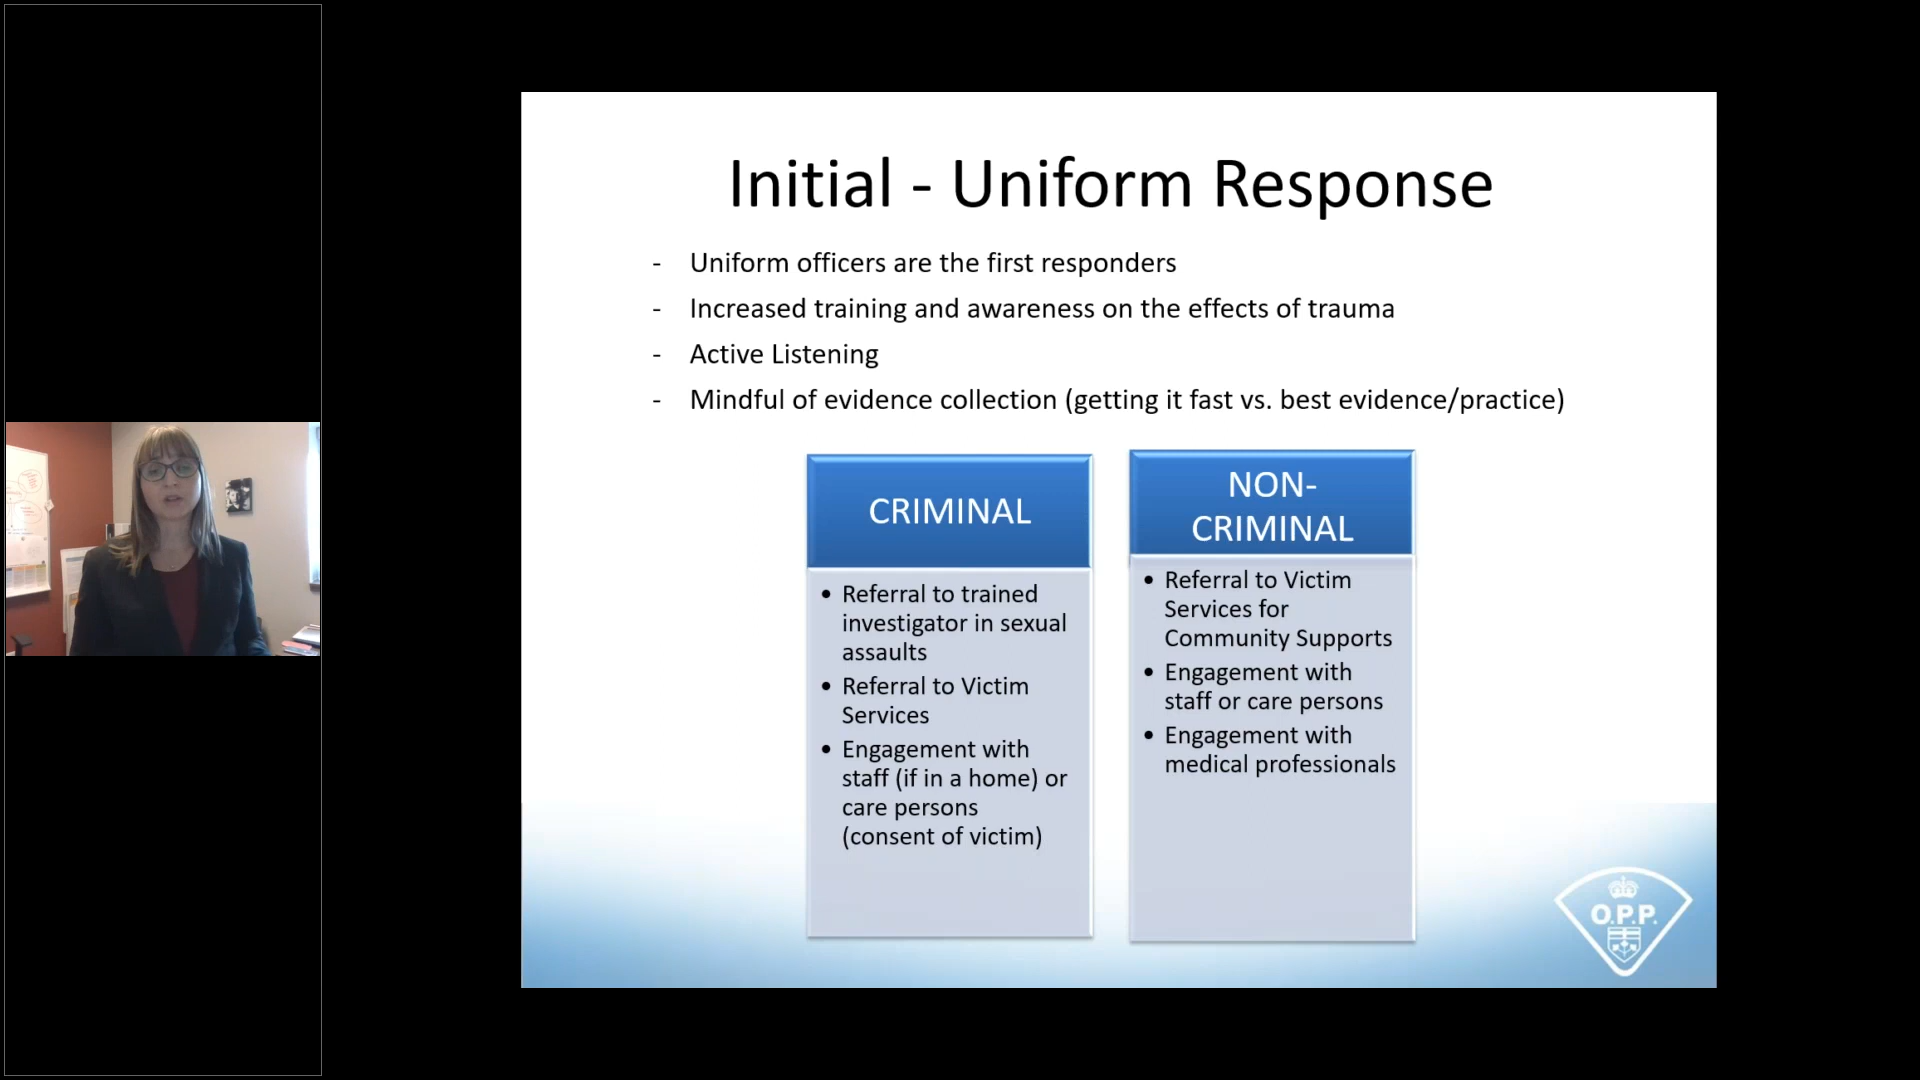 Initial - Uniform Response
- Uniform officers are the first responders
- Increased training and awareness on the effects of trauma
- Active Listening
- Mindful of evidence collection (getting it fast vs. best evidence/practice)
CRIMINAL
• Referral to trained
investigator in sexual
assaults
• Referral to Victim
Services
• Engagement with
staff (if in a home) or
care persons
(consent of victim)
NON-
CRIMINAL
• Referral to Victim
Services for
Community Supports
• Engagement with
staff or care persons
• Engagement with
medical professionals
O.P.P.